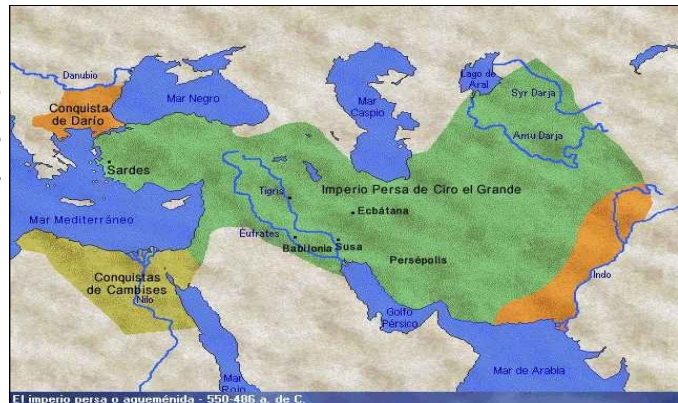 Danubio
Conquista
de Darío
Mar Negro
Mar
Caspio
Lago de
Aral
Syr Darja
Amu Darja
Sardes
Tigris
Imperio Persa de Ciro el Grande
Ecbátana
Mar Mediterráneo
Éufrates
Babilonia
Susa
Persépolis
Conquistas
de Cambises
Nilo
Indo
Golfo
Pérsico
Mar
Rojo
Mar de Arabia
El imperio persa o aqueménida - 550-486 a. de C.